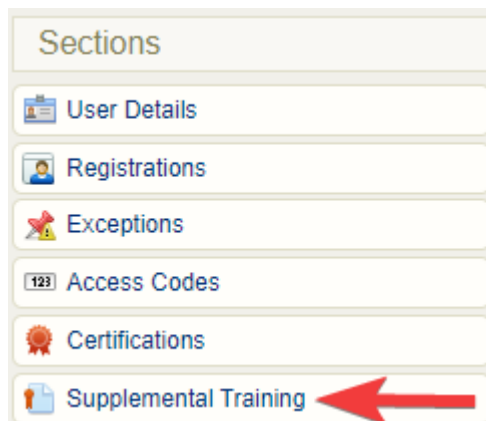 Sections
User Details
Registrations
Exceptions
123 Access Codes
Certifications
Supplemental Training